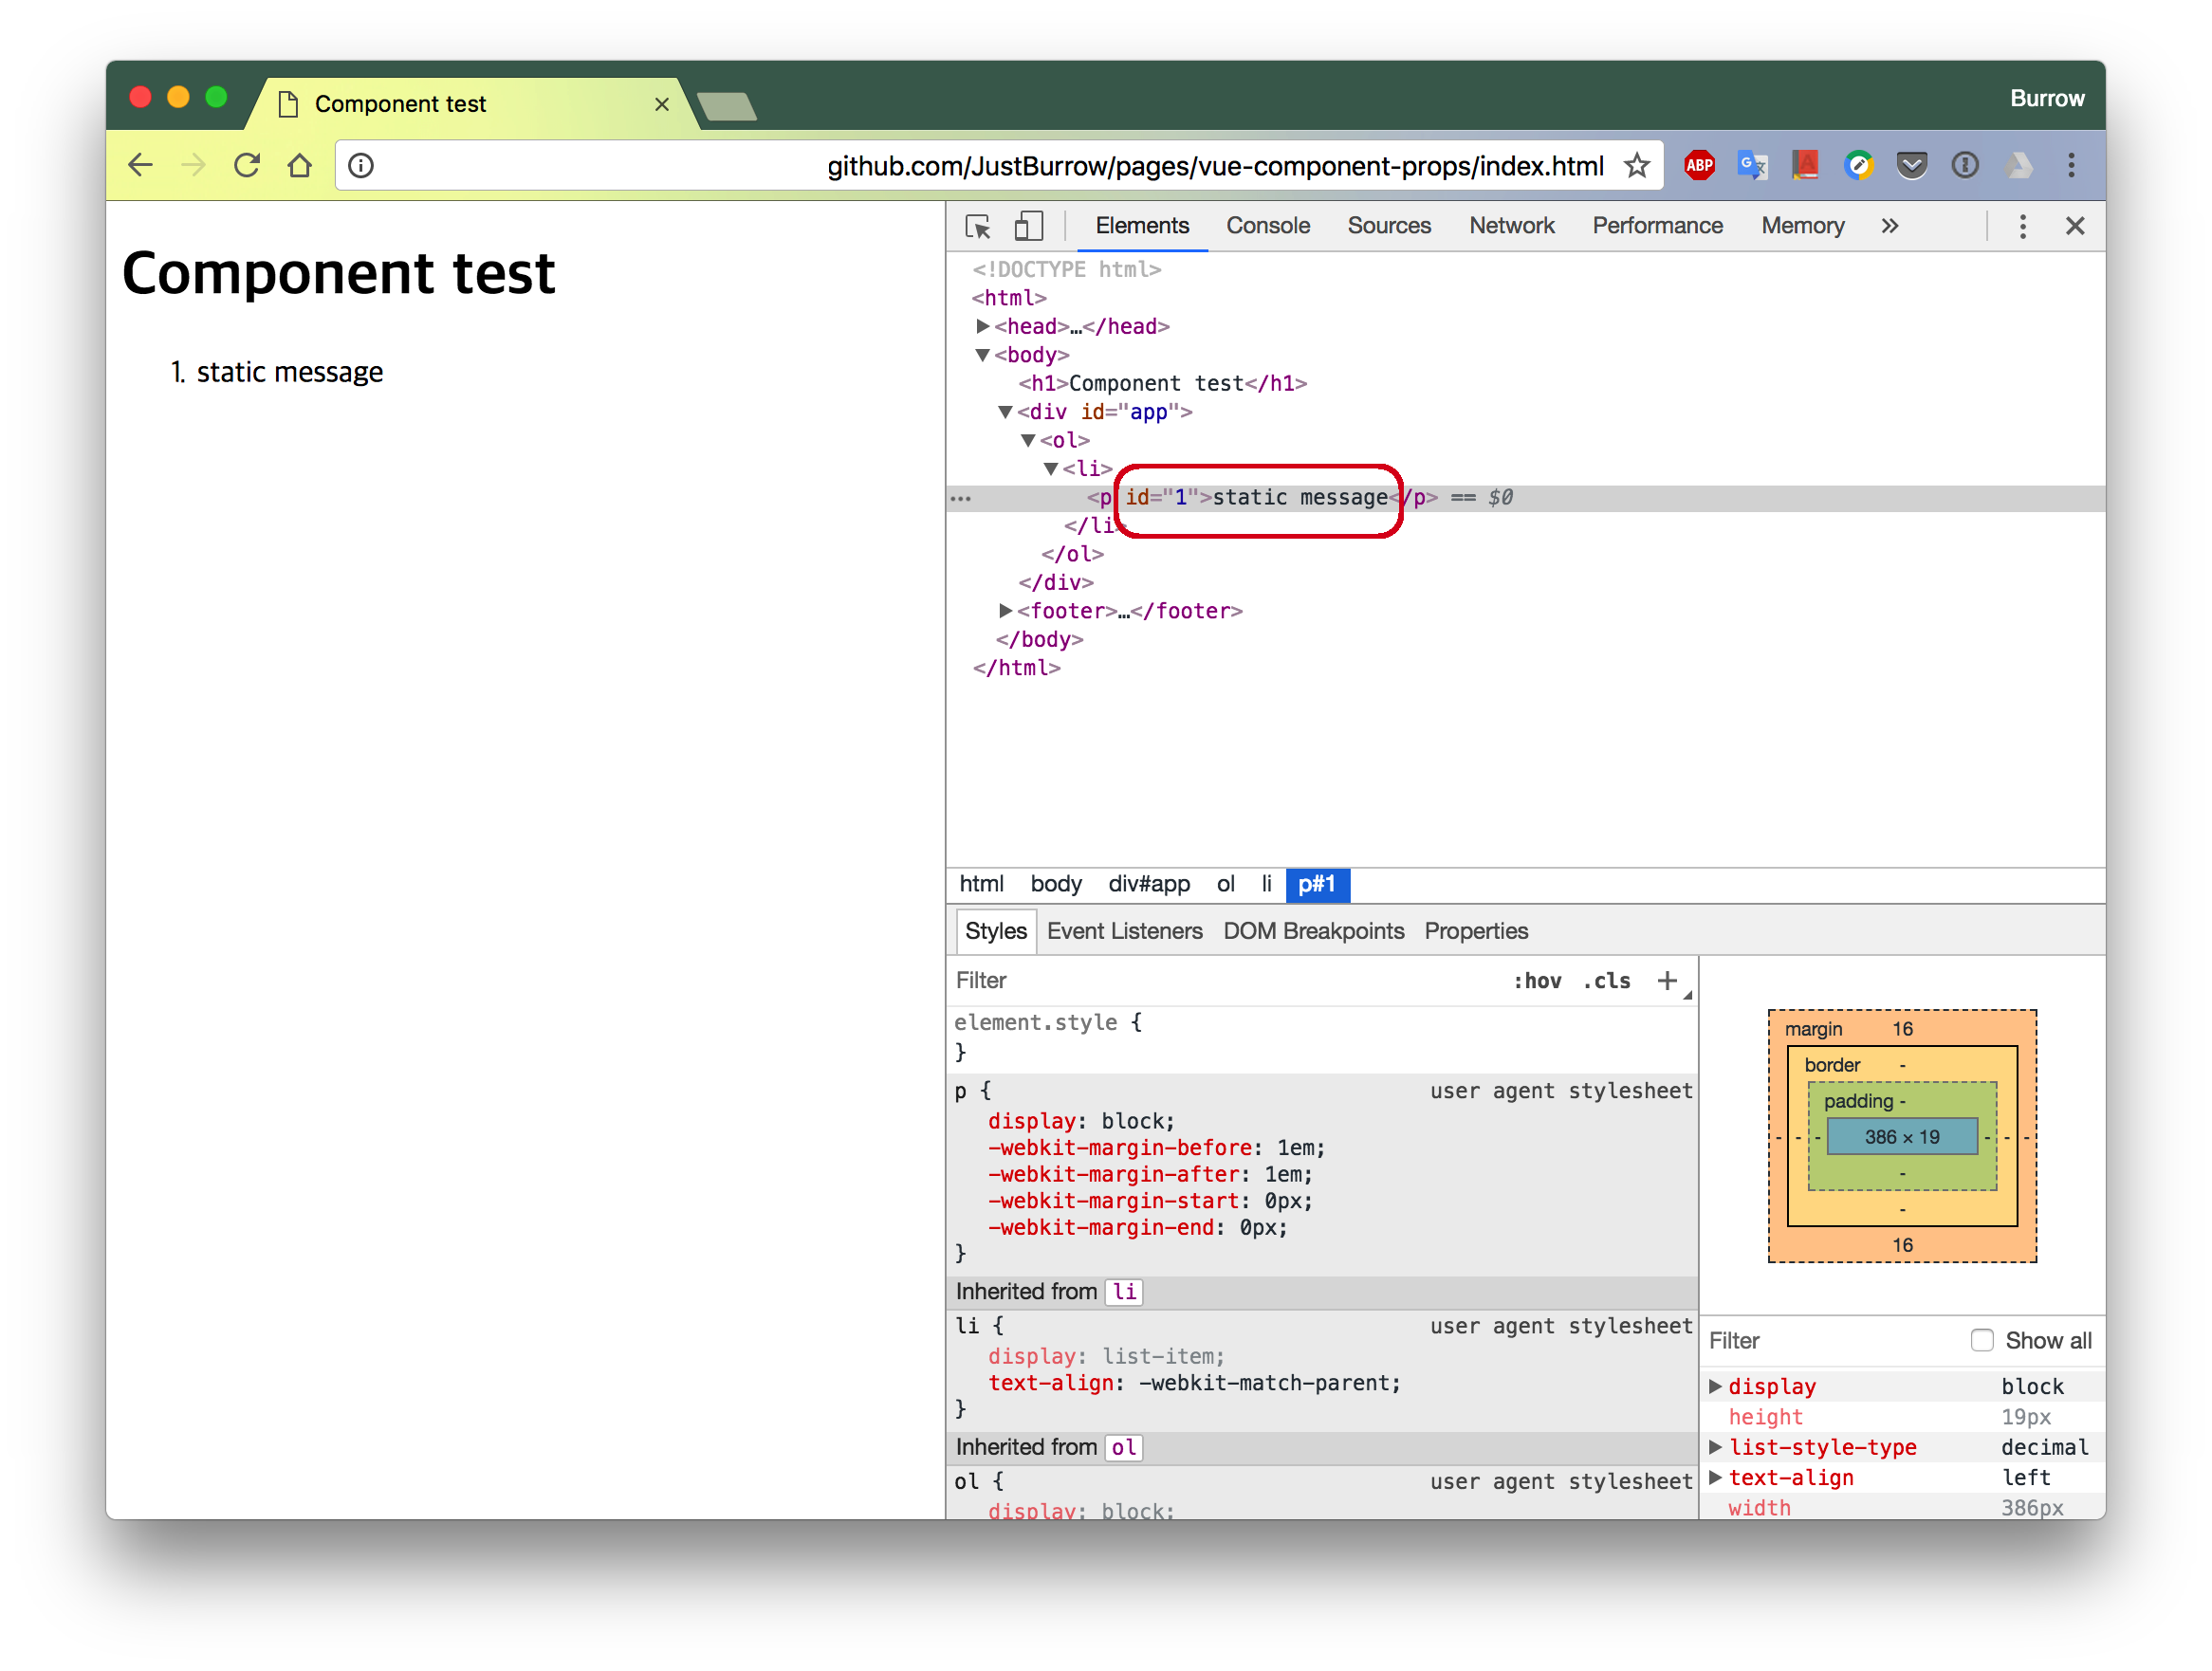 Component test
Burrow
github.com/JustBurrow/pages/vue-component-props/index.html
ABP
Component test
1. static message
Elements Console Sources Network Performance Memory »
<!DOCTYPE html>
<html>
<head>…</head>
<body>
<h1>Component test</h1>
<div id="app">
<ol>
<li>
… <p id="1">static message</p> == $0
</li>
</ol>
</div>
<footer>…</footer>
</body>
</html>
html body div#app ol li p#1
Styles Event Listeners DOM Breakpoints Properties
Filter :hov .cls +
element.style {
}
p { user agent stylesheet
display: block;
-webkit-margin-before: 1em;
-webkit-margin-after: 1em;
-webkit-margin-start: 0px;
-webkit-margin-end: 0px;
}
Inherited from li
li { user agent stylesheet
display: list-item;
text-align: -webkit-match-parent;
}
Inherited from ol
ol { user agent stylesheet
display: block;
margin 16
border -
padding -
- - - 386 × 19 - - -
-
-
16
Filter Show all
display block
height 19px
list-style-type decimal
text-align left
width 386px